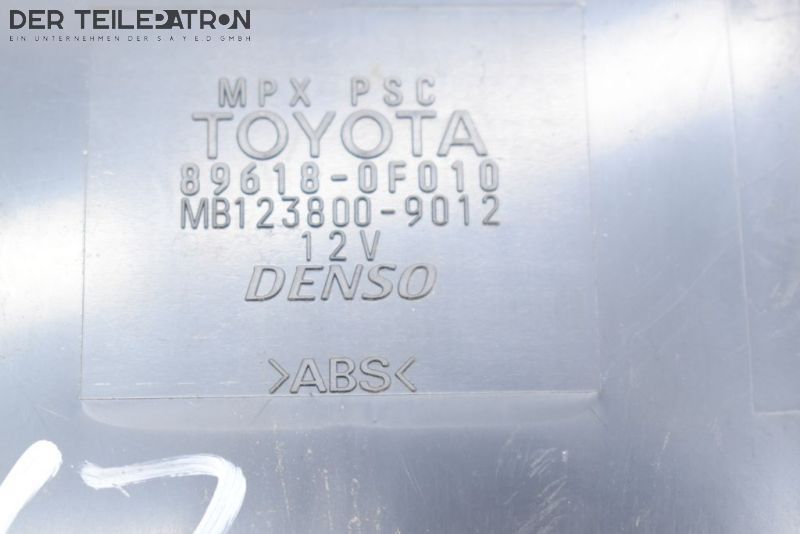 DER TEILEPATRON
EIN UNTERNEHMEN DER S A Y E D GMBH
MPX PSC
TOYOTA
89618-0F010
MB123800-9012
12V
DENSO
>ABS<